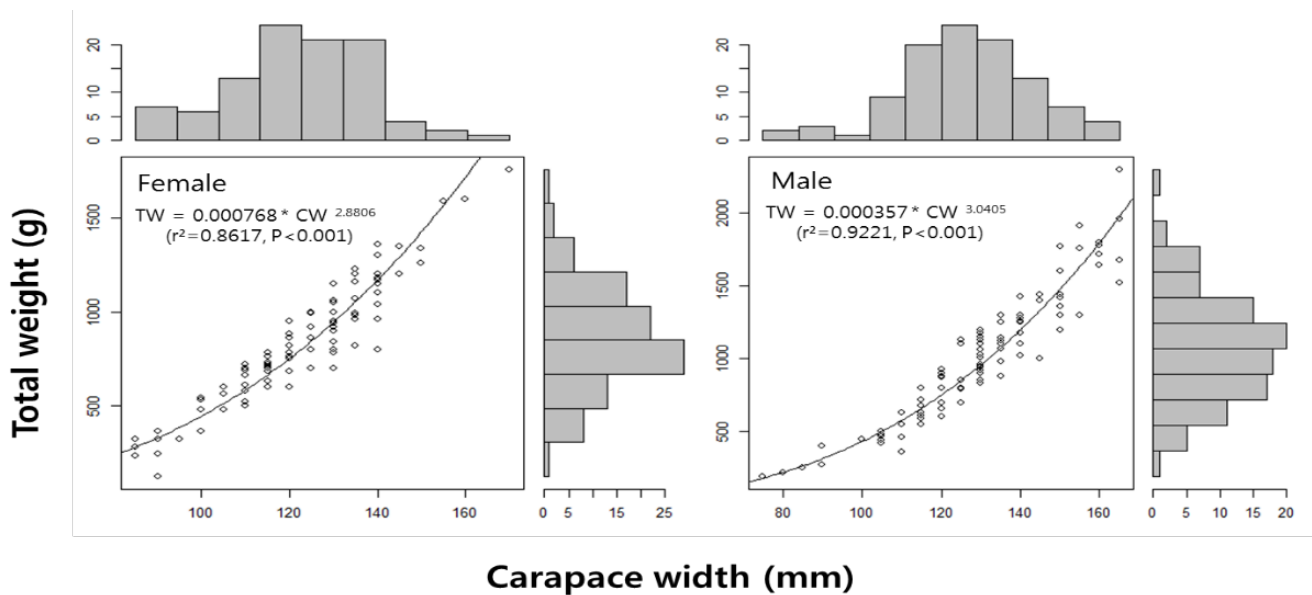 20
10
5
0
20
10
5
0
Total weight (g)
Female
TW = 0.000768* CW 2.8806
(r²=0.8617, P<0.001)
1500
1000
500
100 120 140 160
0 5 10 15 20 25
Male
TW = 0.000357* CW 3.0405
(r²=0.9221, P<0.001)
2000
1500
1000
500
80 100 120 140 160
0 5 10 15 20
Carapace width (mm)